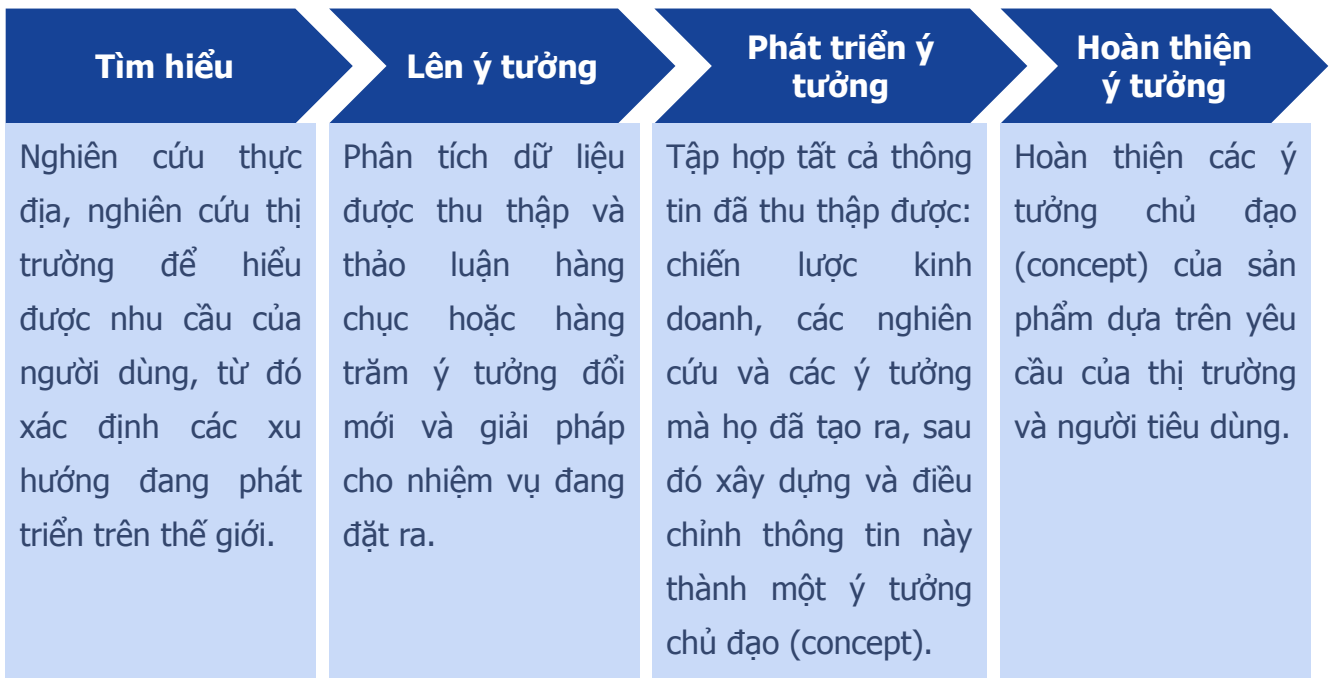 Tìm hiểu
Nghiên cứu thực
địa, nghiên cứu thị
trường để hiểu
được nhu cầu của
người dùng, từ đó
xác định các xu
hướng đang phát
triển trên thế giới.
Lên ý tưởng
Phân tích dữ liệu
được thu thập và
thảo luận hàng
chục hoặc hàng
trăm ý tưởng đổi
mới và giải pháp
cho nhiệm vụ đang
đặt ra.
Phát triển ý
tưởng
Tập hợp tất cả thông
tin đã thu thập được:
chiến lược kinh
doanh, các nghiên
cứu và các ý tưởng
mà họ đã tạo ra, sau
đó xây dựng và điều
chỉnh thông tin này
thành một ý tưởng
chủ đạo (concept).
Hoàn thiện
ý tưởng
Hoàn thiện các ý
tưởng chủ đạo
(concept) của sản
phẩm dựa trên yêu
cầu của thị trường
và người tiêu dùng.